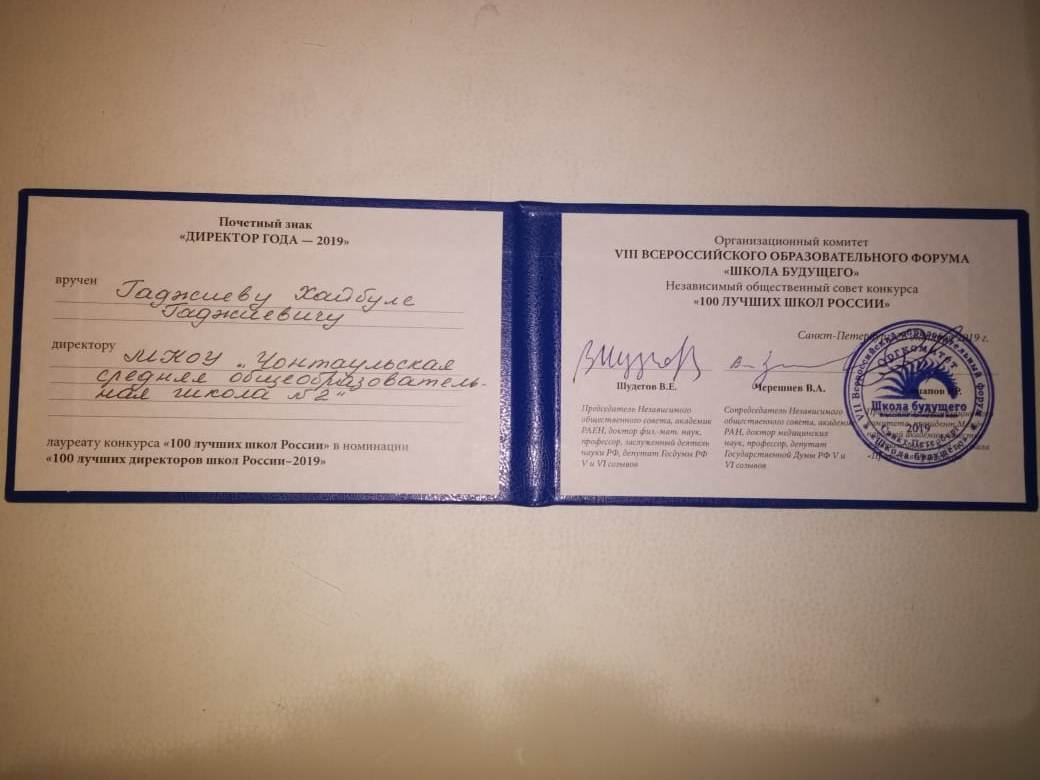 Почетный знак
«ДИРЕКТОР ГОДА — 2019»
вручен Гаджиеву Хайбуле
Гаджиевичу
директору МКОУ „Чонтаульская
средняя общеобразователь-
ная школа №2"
лауреату конкурса «100 лучших школ России» в номинации
«100 лучших директоров школ России–2019»
Организационный комитет
VIII ВСЕРОССИЙСКОГО ОБРАЗОВАТЕЛЬНОГО ФОРУМА
«ШКОЛА БУДУЩЕГО»
Независимый общественный совет конкурса
«100 ЛУЧШИХ ШКОЛ РОССИИ»
2019 г.
Шудегов В.Е.
Черешнев В.А.
Председатель Независимого
общественного совета, академик
РАЕН, доктор физ. мат. наук,
профессор, заслуженный деятель
науки РФ, депутат Госдумы РФ
V и VI созывов
Сопредседатель Независимого
общественного совета, академик
РАН, доктор медицинских
наук, профессор, депутат
Государственной Думы РФ V и
VI созывов
Оргкомитет
Школа будущего
2019